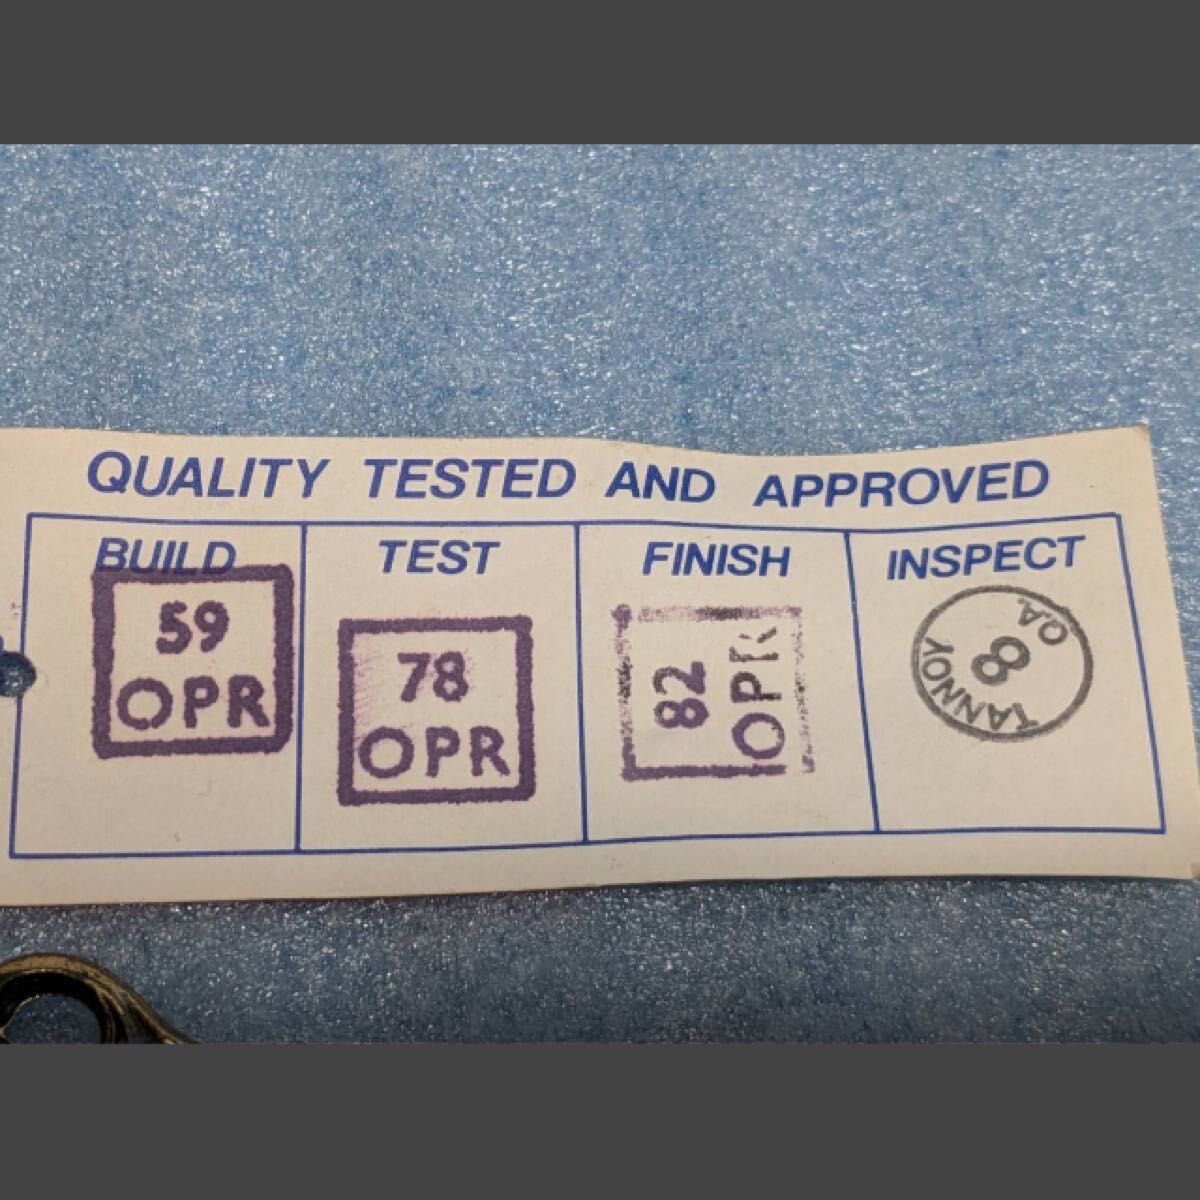 QUALITY TESTED AND APPROVED
BUILD TEST FINISH INSPECT
59
OPR
78
OPR
82
OPR
TANNOY
8
QA